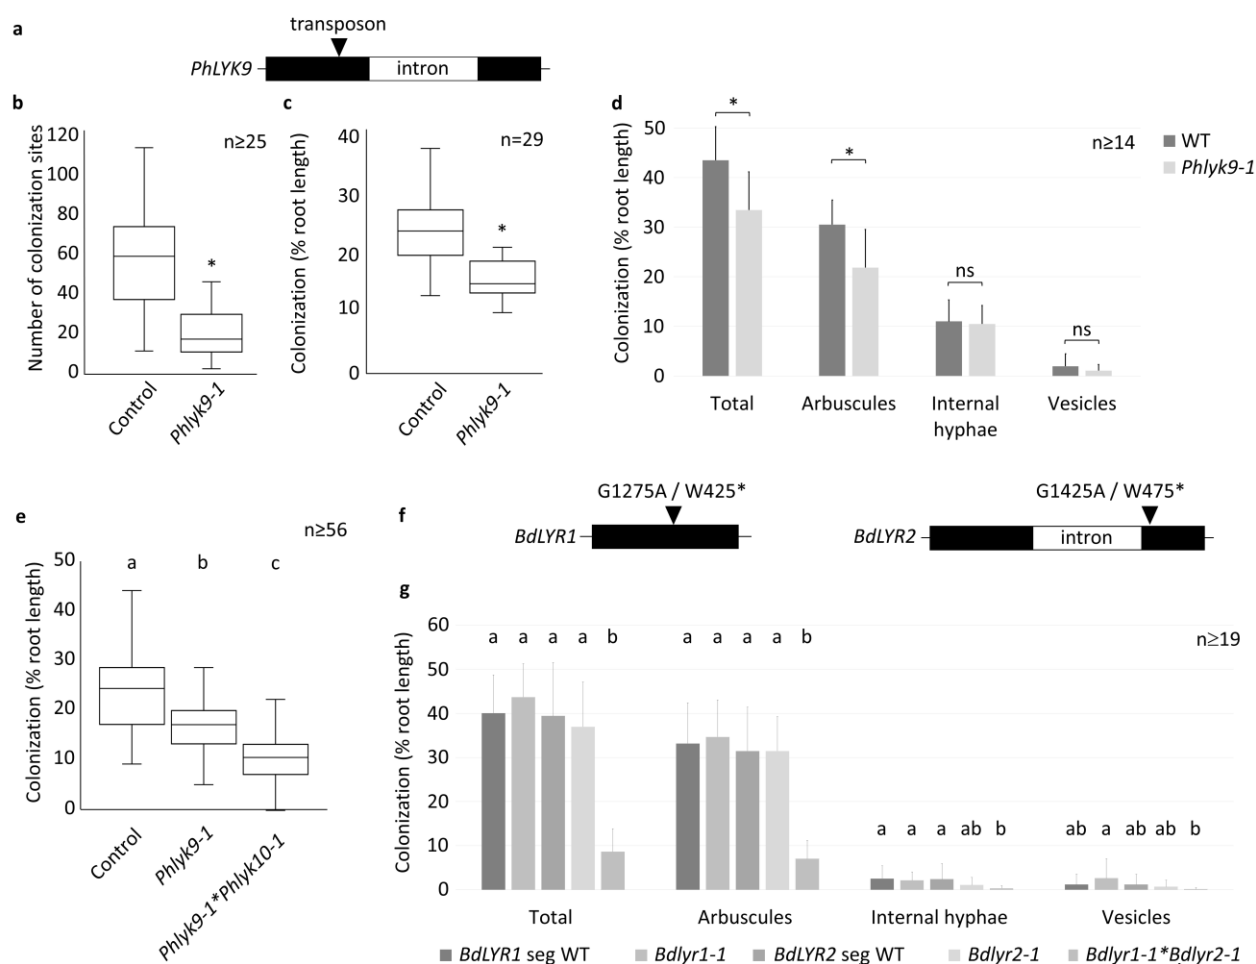 a
transposon
PhLYK9
intron
b
Number of colonization sites
120
100
80
60
40
20
0
n≥25
*
Control
Phlyk9-1
c
Colonization (% root length)
40
30
20
10
0
n=29
*
Control
Phlyk9-1
d
Colonization (% root length)
50
40
30
20
10
0
*
*
ns
ns
n≥14
WT
Phlyk9-1
Total
Arbuscules
Internal
hyphae
Vesicles
e
n≥56
Colonization (% root length)
50
40
30
20
10
0
a b c
Control
Phlyk9-1
Phlyk9-1*Phlyk10-1
f
G1275A / W425*
BdLYR1
G1425A / W475*
BdLYR2
intron
g
Colonization (% root length)
60
50
40
30
20
10
0
n≥19
a a a a b
a a a a b
a a a ab b
ab a ab ab b
Total
Arbuscules
Internal hyphae
Vesicles
BdLYR1 seg WT
Bdlyr1-1
BdLYR2 seg WT
Bdlyr2-1
Bdlyr1-1*Bdlyr2-1